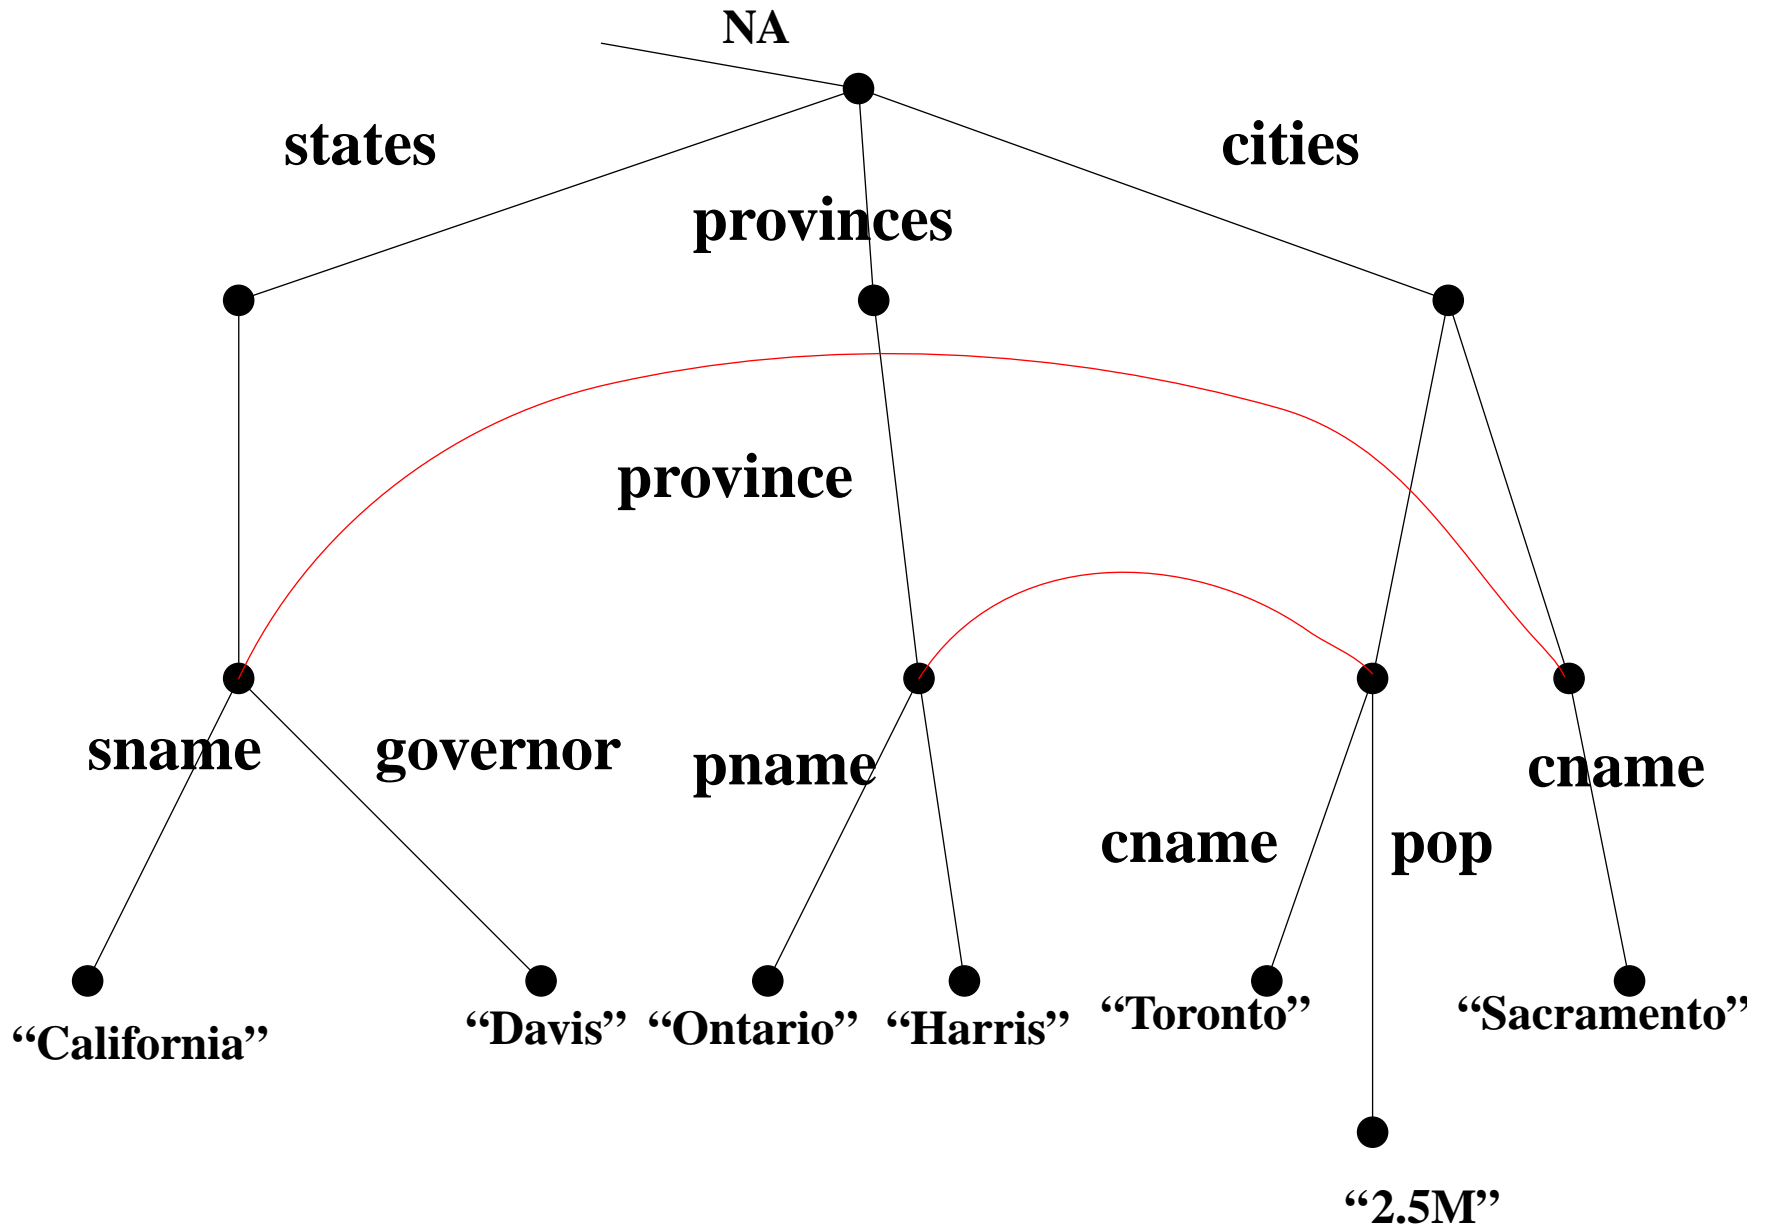 NA
states
cities
provinces
province
sname
governor
pname
cname
cname
pop
“California”
“Davis”
“Ontario”
“Harris”
“Toronto”
“Sacramento”
“2.5M”